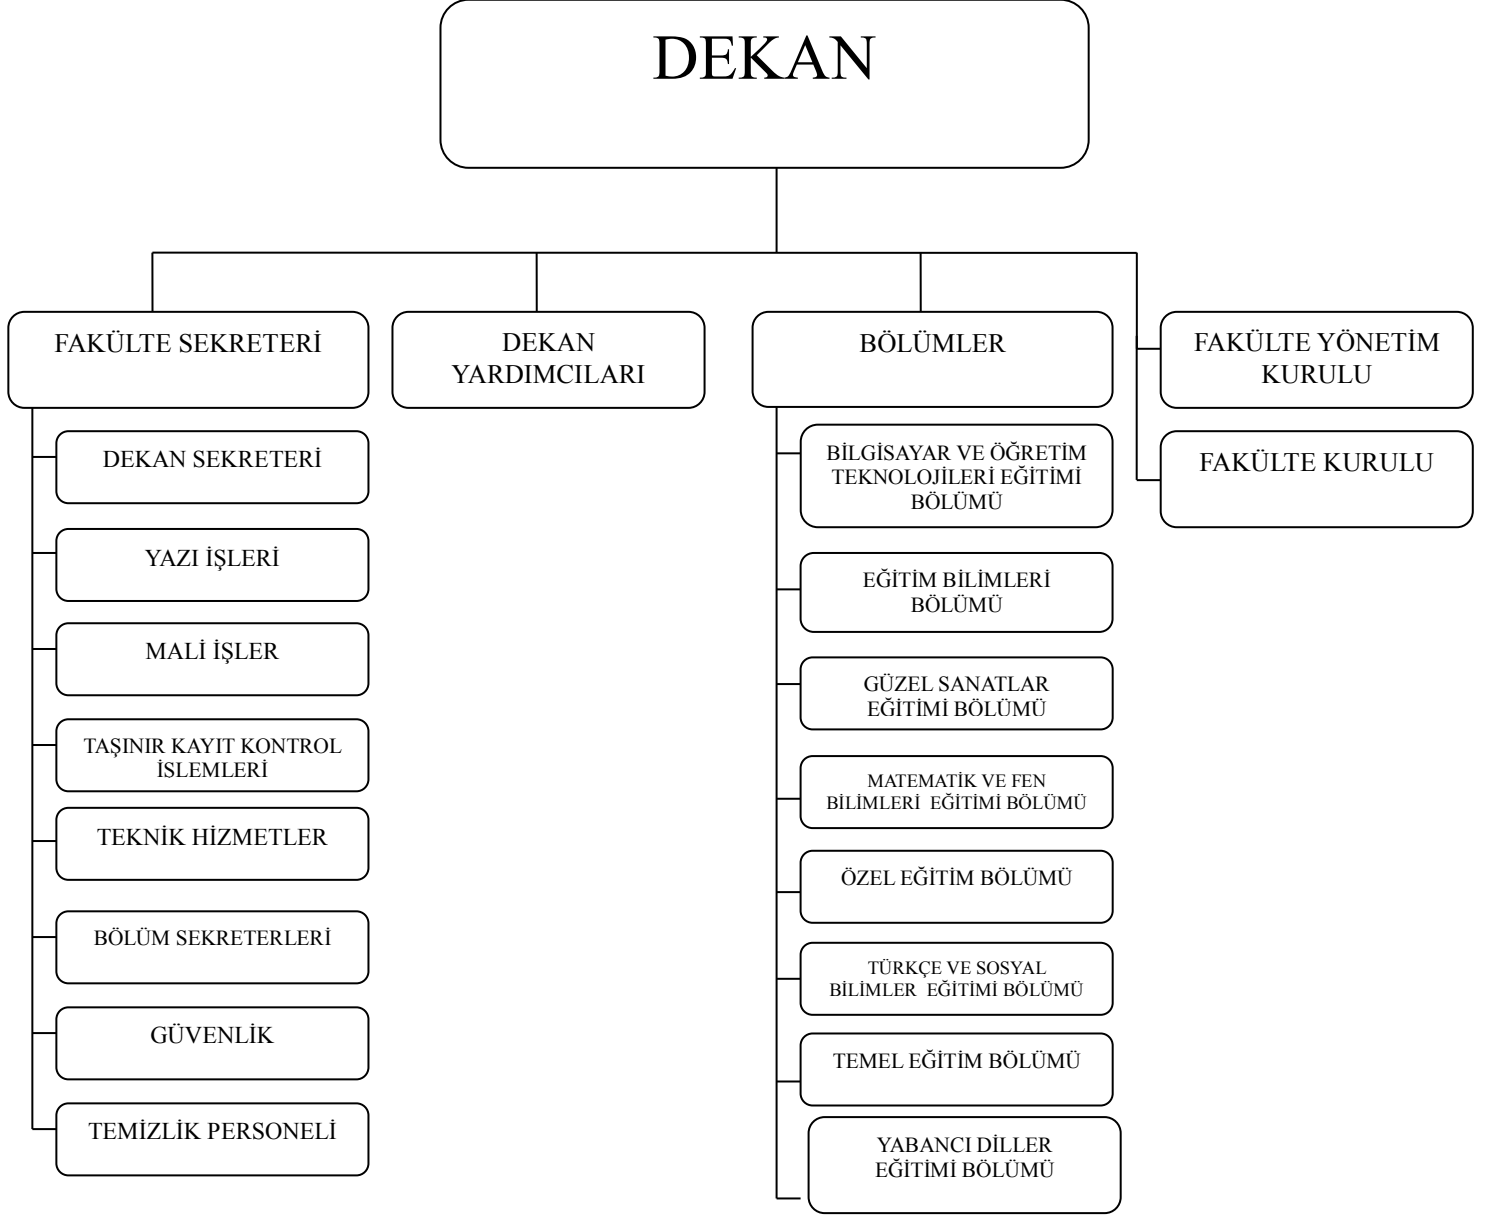 DEKAN
FAKÜLTE SEKRETERİ
DEKAN
YARDIMCILARI
BÖLÜMLER
FAKÜLTE YÖNETİM
KURULU
FAKÜLTE KURULU
DEKAN SEKRETERİ
YAZI İŞLERİ
MALİ İŞLER
TAŞINIR KAYIT KONTROL
İSLEMLERİ
TEKNİK HİZMETLER
BÖLÜM SEKRETERLERİ
GÜVENLİK
TEMİZLİK PERSONELİ
BİLGİSAYAR VE ÖĞRETİM
TEKNOLOJİLERİ EĞİTİMİ
BÖLÜMÜ
EĞİTİM BİLİMLERİ
BÖLÜMÜ
GÜZEL SANATLAR
EĞİTİMİ BÖLÜMÜ
MATEMATİK VE FEN
BİLİMLERİ EĞİTİMİ BÖLÜMÜ
ÖZEL EĞİTİM BÖLÜMÜ
TÜRKÇE VE SOSYAL
BİLİMLER EĞİTİMİ BÖLÜMÜ
TEMEL EĞİTİM BÖLÜMÜ
YABANCI DİLLER
EĞİTİMİ BÖLÜMÜ